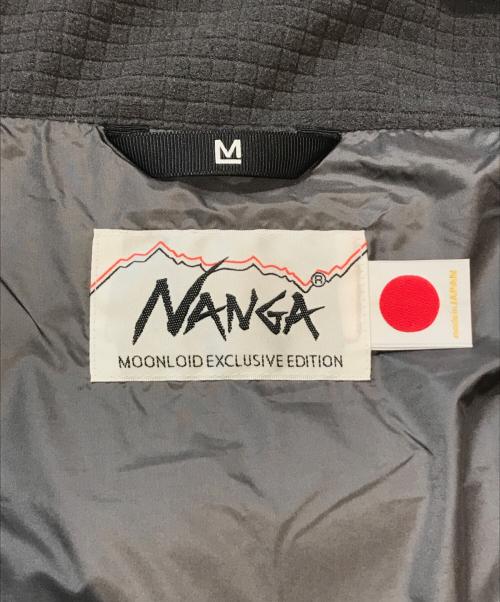 M
NANGA®
MOONLOID EXCLUSIVE EDITION
made in JAPAN